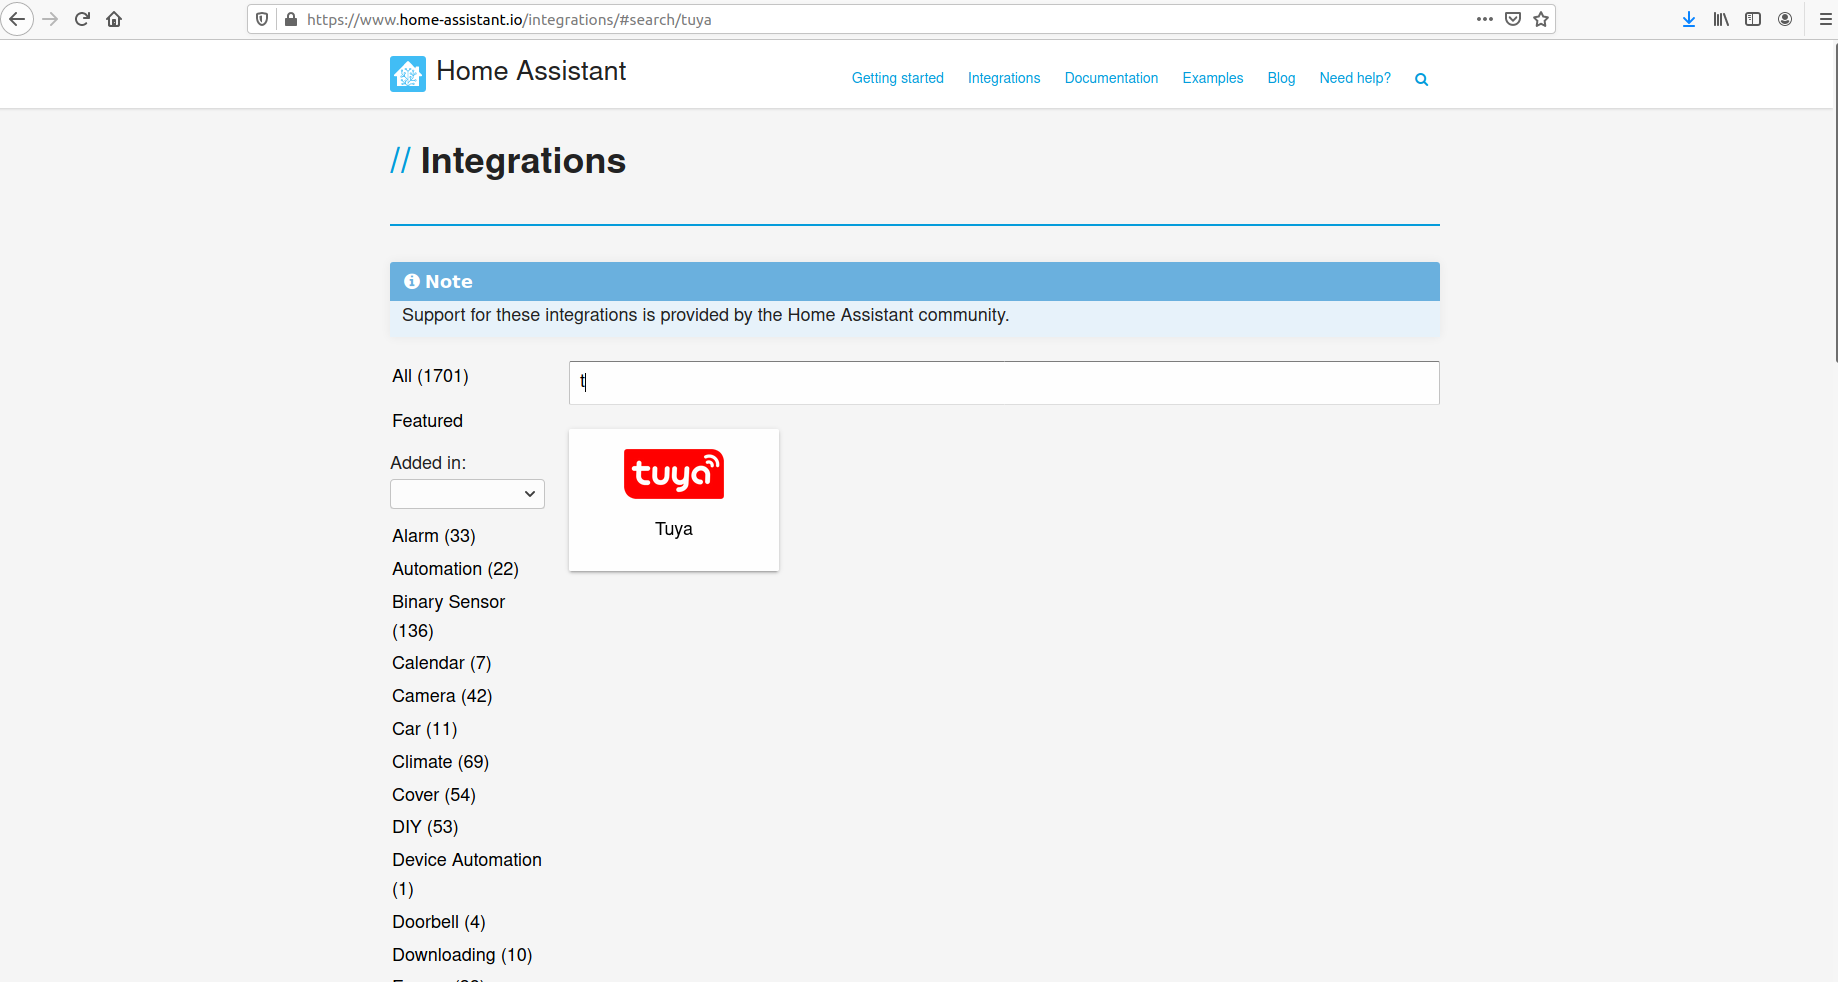 https://www.home-assistant.io/integrations/#search/tuya
Home Assistant
Getting started
Integrations
Documentation
Examples
Blog
Need help?
// Integrations
Note
Support for these integrations is provided by the Home Assistant community.
All (1701)
t
Featured
tuya
Added in:
Tuya
Alarm (33)
Automation (22)
Binary Sensor
(136)
Calendar (7)
Camera (42)
Car (11)
Climate (69)
Cover (54)
DIY (53)
Device Automation
(1)
Doorbell (4)
Downloading (10)